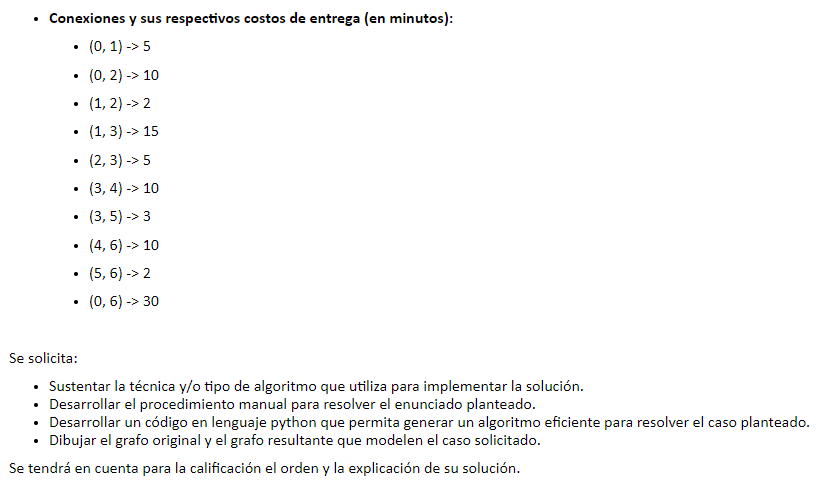 • Conexiones y sus respectivos costos de entrega (en minutos):
• (0, 1) -> 5
• (0, 2) -> 10
• (1, 2) -> 2
• (1, 3) -> 15
• (2, 3) -> 5
• (3, 4) -> 10
• (3, 5) -> 3
• (4, 6) -> 10
• (5, 6) -> 2
• (0, 6) -> 30
Se solicita:
• Sustentar la técnica y/o tipo de algoritmo que utiliza para implementar la solución.
• Desarrollar el procedimiento manual para resolver el enunciado planteado.
• Desarrollar un código en lenguaje python que permita generar un algoritmo eficiente para resolver el caso planteado.
• Dibujar el grafo original y el grafo resultante que modelen el caso solicitado.
Se tendrá en cuenta para la calificación el orden y la explicación de su solución.